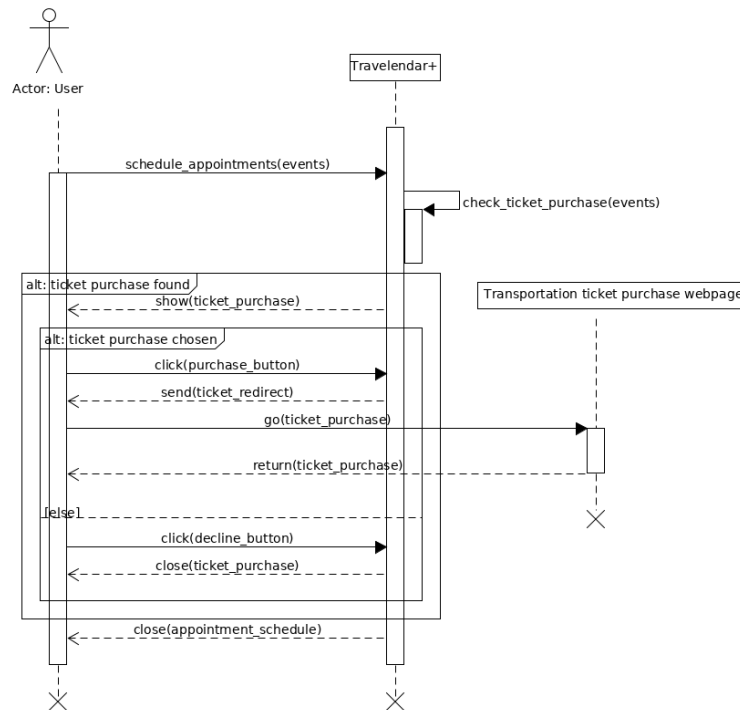 Travelendar+
Actor: User
schedule_appointments(events)
check_ticket_purchase(events)
alt: ticket purchase found
Transportation ticket purchase webpage
show(ticket_purchase)
alt: ticket purchase chosen
click(purchase_button)
send(ticket_redirect)
go(ticket_purchase)
return(ticket_purchase)
[else]
click(decline_button)
close(ticket_purchase)
close(appointment_schedule)